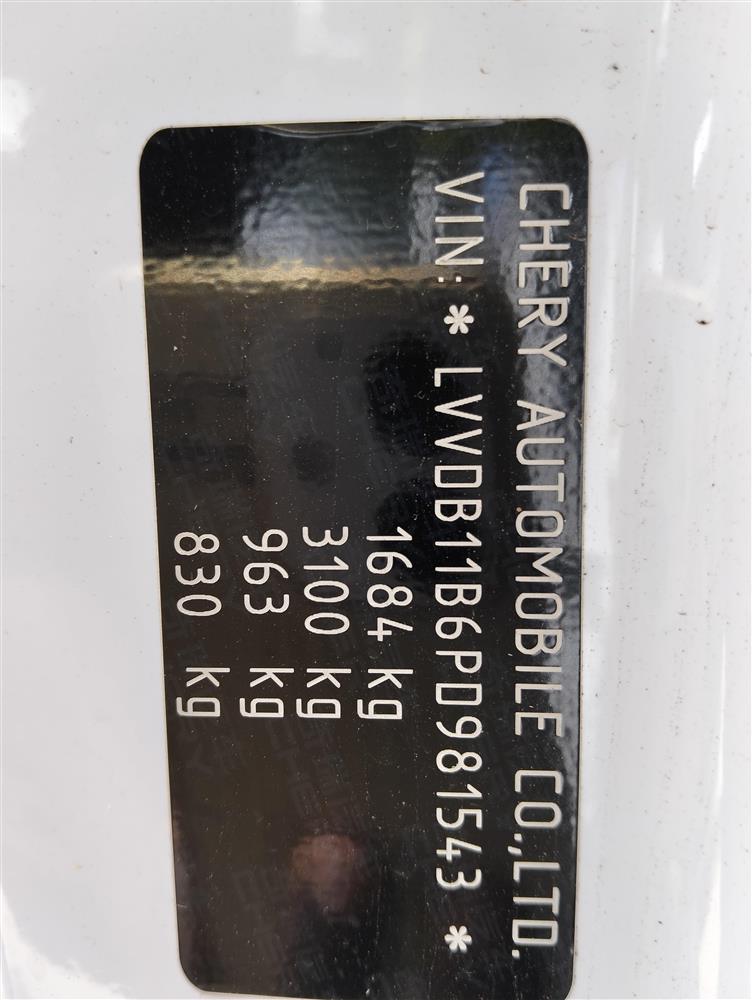 CHERY AUTOMOBILE CO.,LTD.
VIN:* LVVDB11B6PD981543 *
1684 kg
3100 kg
963 kg
830 kg